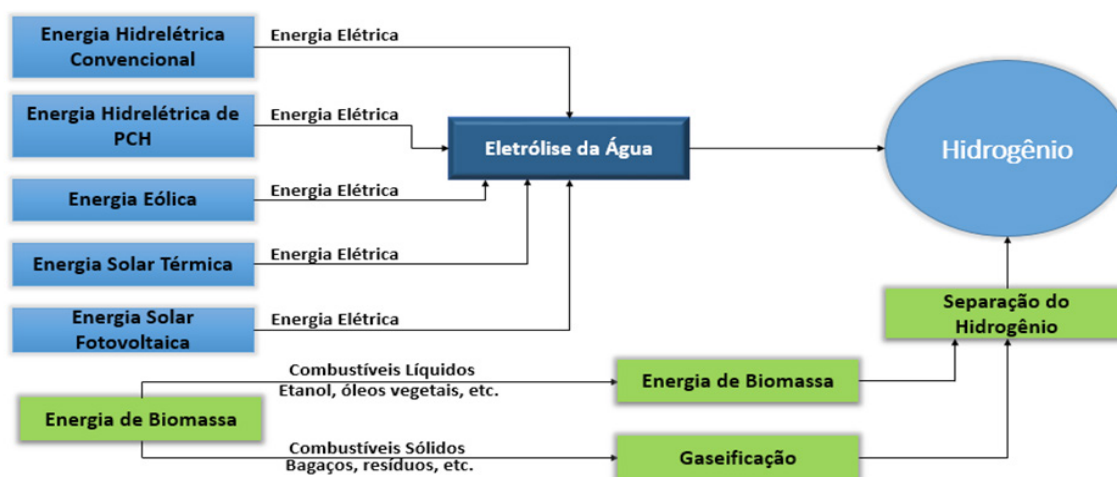 Energia Hidrelétrica
Convencional
Energia Elétrica
Energia Hidrelétrica de
PCH
Energia Elétrica
Eletrólise da Água
Hidrogênio
Energia Eólica
Energia Elétrica
Energia Solar Térmica
Energia Elétrica
Energia Solar
Fotovoltaica
Energia Elétrica
Separação do
Hidrogênio
Energia de Biomassa
Combustíveis Líquidos
Etanol, óleos vegetais, etc.
Energia de Biomassa
Combustíveis Sólidos
Bagaços, resíduos, etc.
Gaseificação